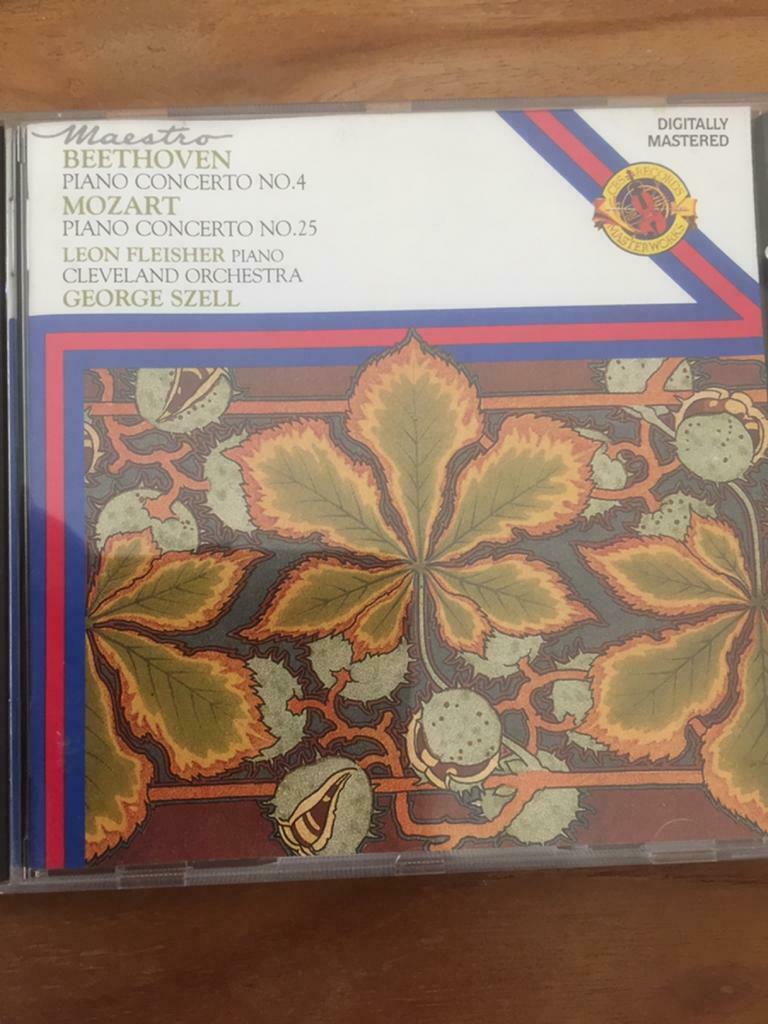 Maestro
BEETHOVEN
PIANO CONCERTO NO.4
MOZART
PIANO CONCERTO NO.25
LEON FLEISHER PIANO
CLEVELAND ORCHESTRA
GEORGE SZELL
DIGITALLY
MASTERED
CBS RECORDS
MASTERWORKS